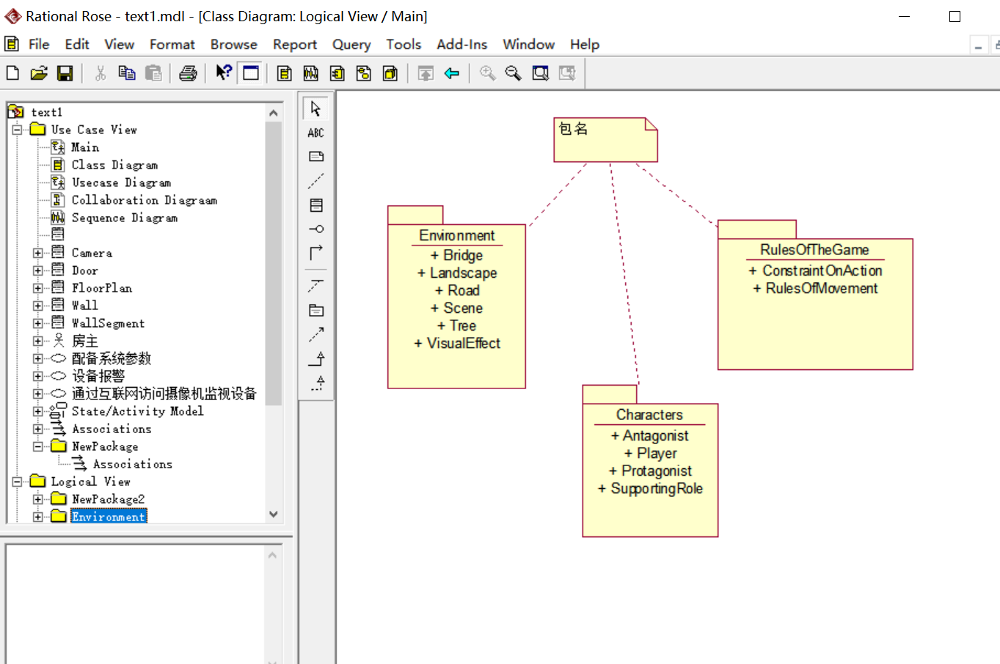 Rational Rose - text1.mdl - [Class Diagram: Logical View / Main]
File Edit View Format Browse Report Query Tools Add-Ins Window Help
text1
Use Case View
Main
Class Diagram
Usecase Diagram
Collaboration Diagraam
Sequence Diagram
Camera
Door
FloorPlan
Wall
WallSegment
房主
配备系统参数
设备报警
通过互联网访问摄像机监视设备
State/Activity Model
Associations
NewPackage
Associations
Logical View
NewPackage2
Environment
ABC
包名
Environment
+ Bridge
+ Landscape
+ Road
+ Scene
+ Tree
+ VisualEffect
Characters
+ Antagonist
+ Player
+ Protagonist
+ SupportingRole
RulesOfTheGame
+ ConstraintOnAction
+ RulesOfMovement